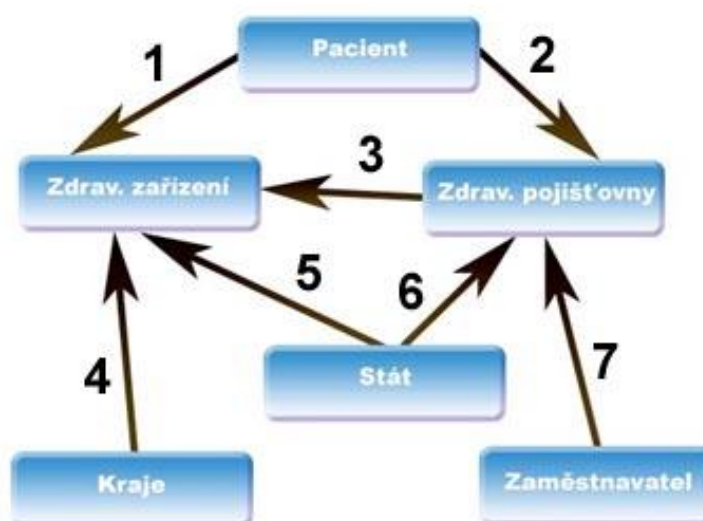 Pacient
1
2
3
Zdrav. zařízení
Zdrav. pojišťovny
5
6
4
7
Stát
Kraje
Zaměstnavatel